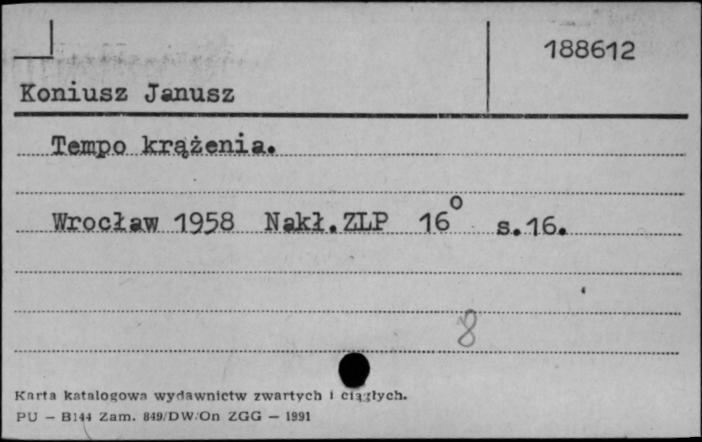 188612
Koniusz Janusz
Tempo krążenia.
Wrocław 1958 Nakł.ZLP 16° s.16.
8
Karta katalogowa wydawnictw zwartych i ciągłych.
PU — B144 Zam. 849/DW/On ZGG — 1991